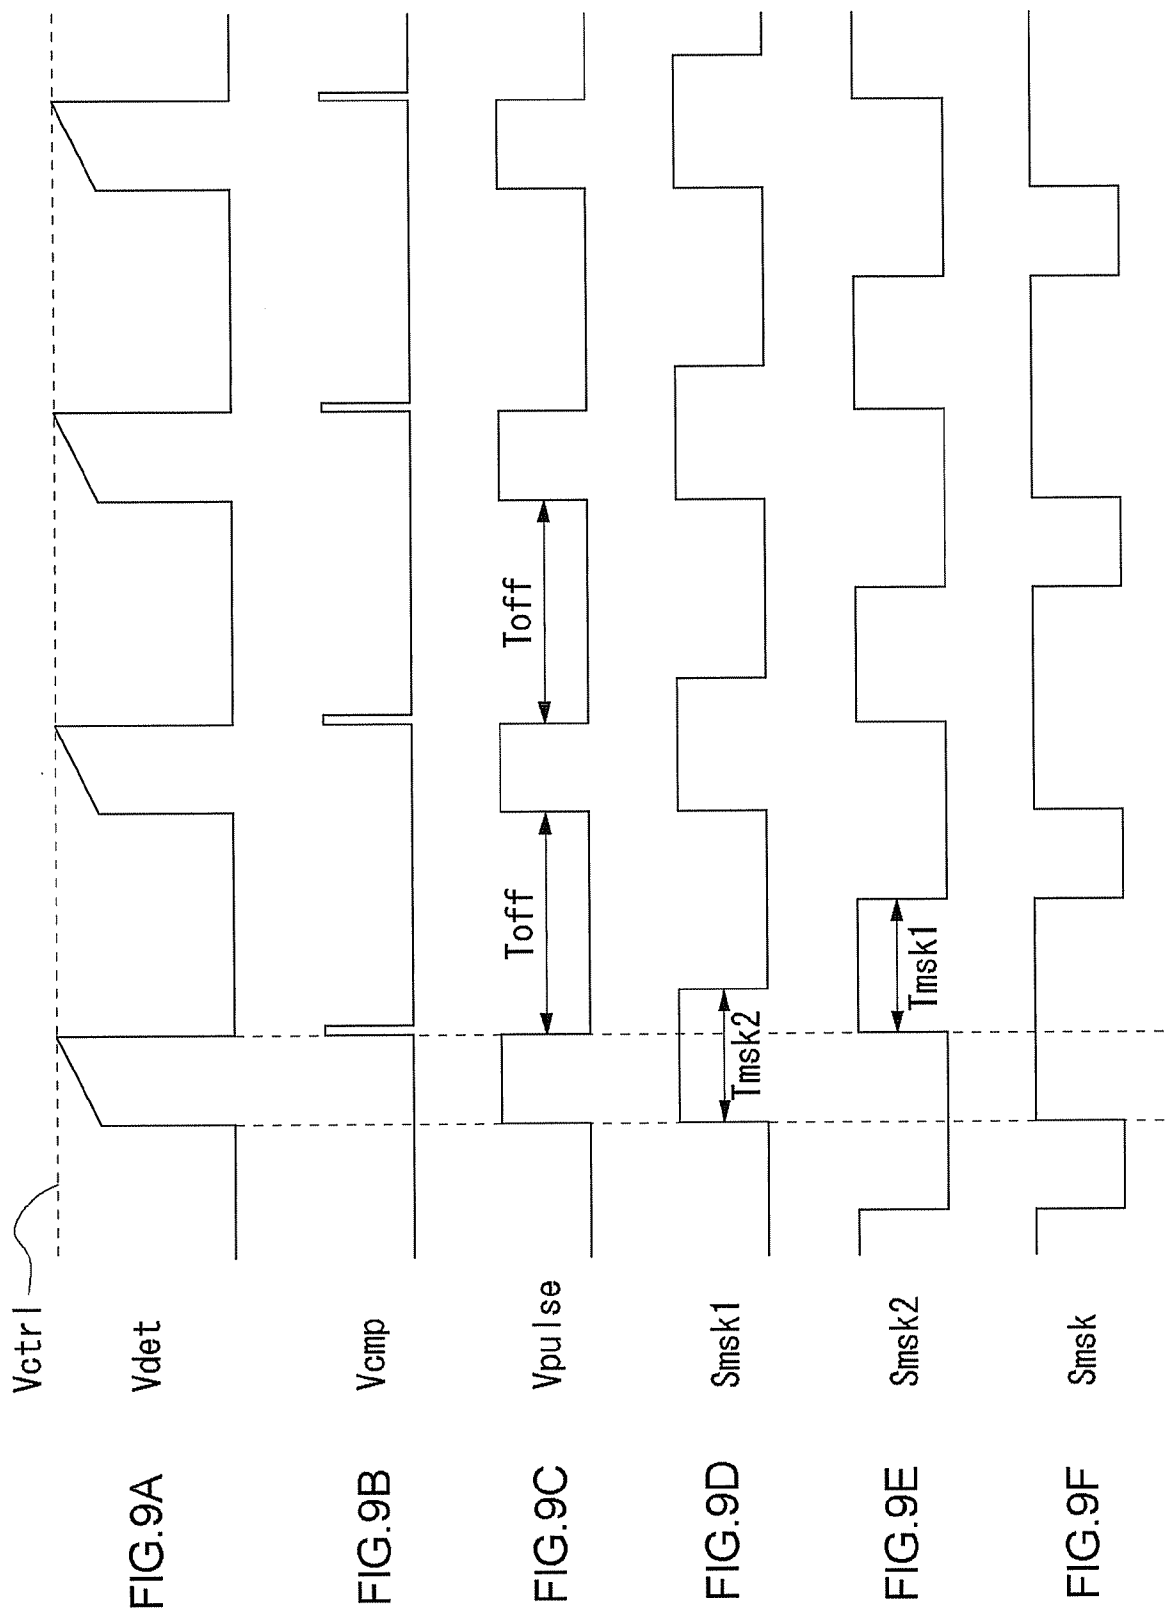 Vctrl
FIG.9A Vdet
FIG.9B Vcmp
FIG.9C Vpulse Toff Toff
FIG.9D Smsk1 Tmsk2
FIG.9E Smsk2 Tmsk1
FIG.9F Smsk